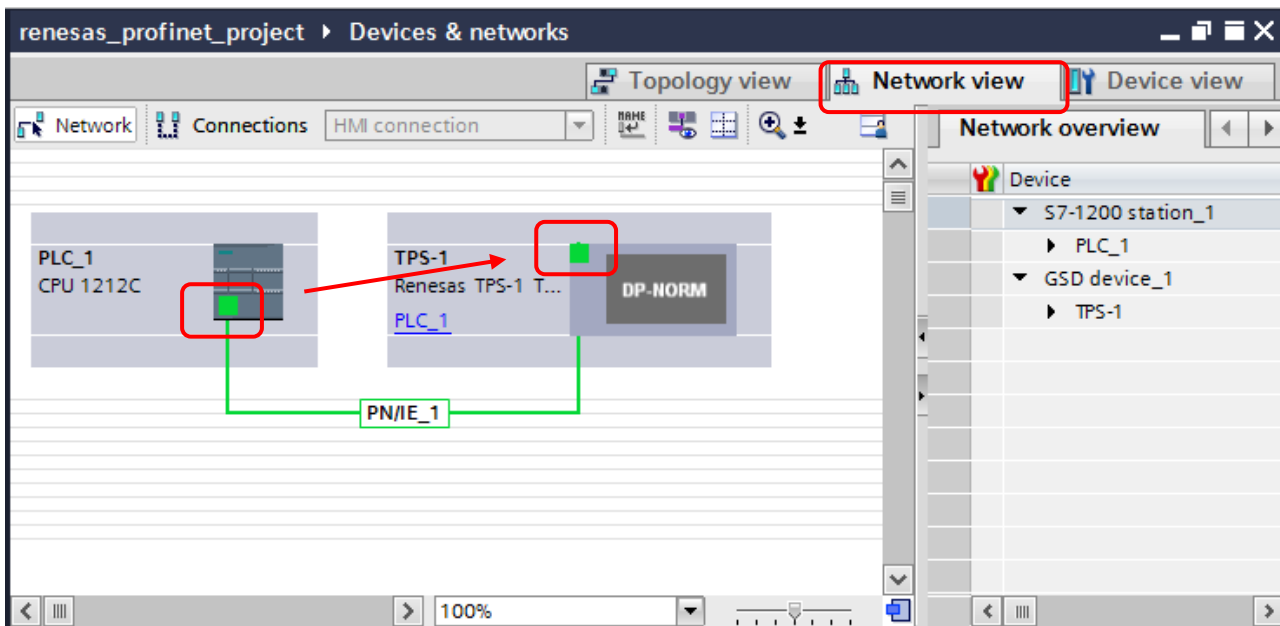 renesas_profinet_project ▸ Devices & networks
Topology view
Network view
Device view
Network
Connections
HMI connection
NAME
Network overview
Device
S7-1200 station_1
PLC_1
GSD device_1
TPS-1
PLC_1
CPU 1212C
TPS-1
Renesas TPS-1 T...
PLC_1
DP-NORM
PN/IE_1
100%